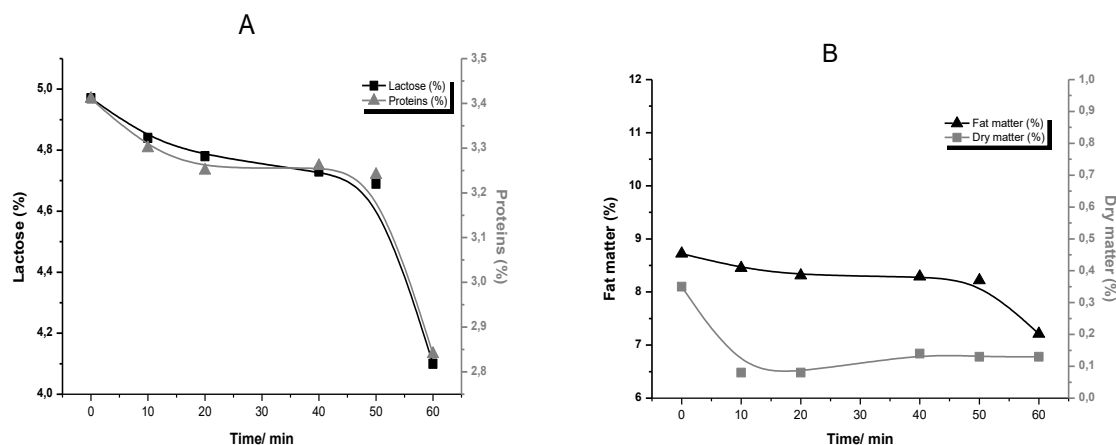 A
Lactose (%)
Proteins (%)
5,0
4,8
4,6
4,4
4,2
4,0
Lactose (%)
3,5
3,4
3,3
3,2
3,1
3,0
2,9
2,8
Proteins (%)
0 10 20 30 40 50 60
Time/ min
B
Fat matter (%)
Dry matter (%)
12
11
10
9
8
7
6
Fat matter (%)
1,0
0,9
0,8
0,7
0,6
0,5
0,4
0,3
0,2
0,1
0,0
Dry matter (%)
0 10 20 30 40 50 60
Time/ min